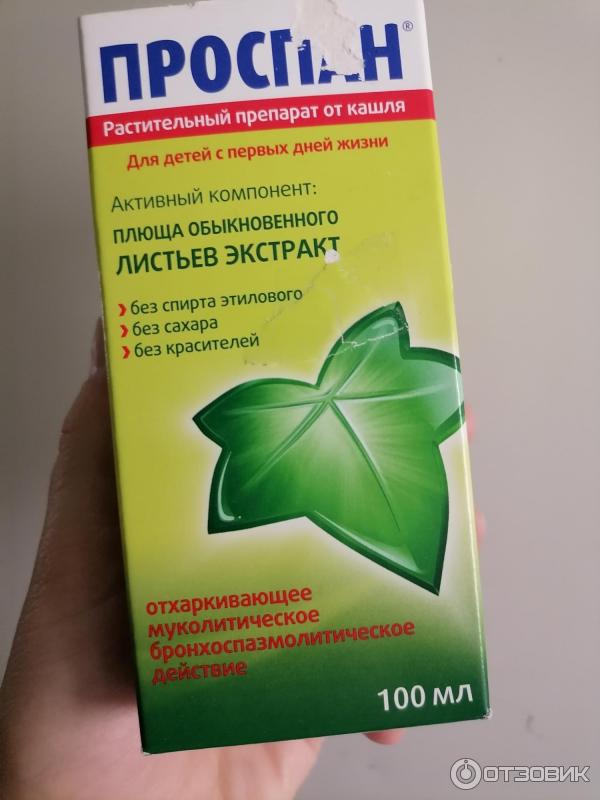 ПРОСПАН®
Растительный препарат от кашля
Для детей с первых дней жизни
Активный компонент:
ПЛЮЩА ОБЫКНОВЕННОГО
ЛИСТЬЕВ ЭКСТРАКТ
без спирта этилового
без сахара
без красителей
отхаркивающее
муколитическое
бронхоспазмолитическое
действие
100 мл
ОТЗОВИК